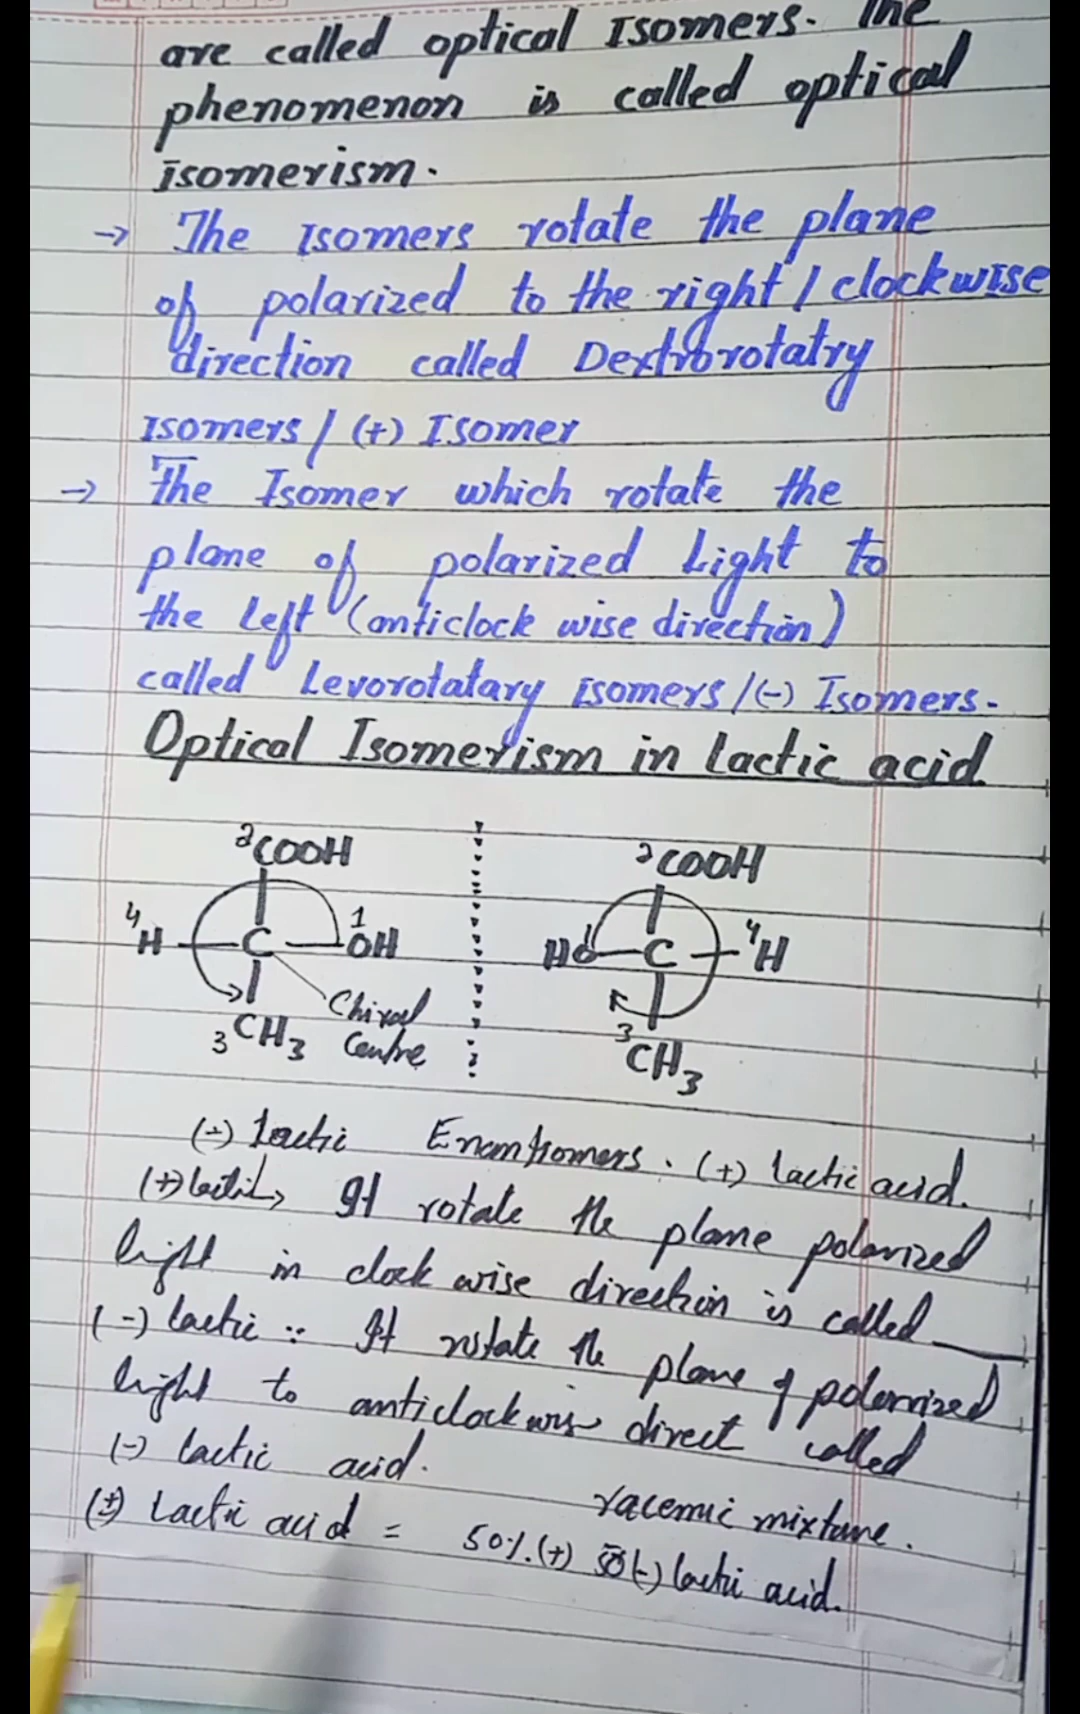 are called optical Isomers. The
phenomenon is called optical
isomerism.
→ The Isomers rotate the plane
of polarized to the right / clockwise
direction called Dextrorotatry
Isomers / (+) Isomer
→ The Isomer which rotate the
plane of polarized Light to
the left (anticlock wise direction)
called Levorotatary isomers /(-) Isomers.
Optical Isomerism in lactic acid
2COOH 2COOH
4H C 1OH HO1 C 4H
Chiral
Centre
3CH3 3CH3
(-) lactic Enantiomers. (+) lactic acid.
(+) lactic → It rotate the plane polarized
light in clock wise direction is called
(-) lactic :- It rotate the plane of polarized
light to anticlockwise direct called
(-) lactic acid.
racemic mixture.
(±) Lactic acid = 50%.(+) 50(-) lactic acid.